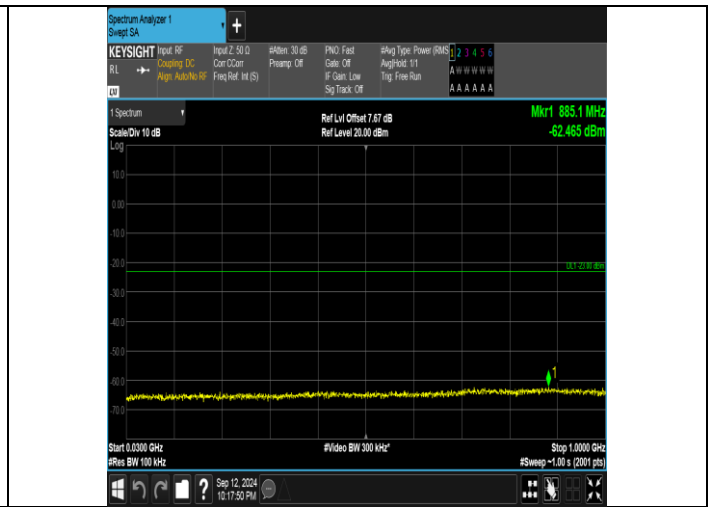 Spectrum Analyzer 1
Swept SA
+
KEYSIGHT Input: RF Input Z: 50 Ω #Atten: 30 dB PNO: Fast #Avg Type: Power (RMS 1 2 3 4 5 6
RL Coupling: DC Corr CCorr Preamp: Off Gate: Off Avg|Hold: 1/1 A W W W W W
Align: Auto/No RF Freq Ref: Int (S) IF Gain: Low Trig: Free Run
Sig Track: Off A A A A A A
LXI
1 Spectrum Ref Lvl Offset 7.67 dB Mkr1 885.1 MHz
Scale/Div 10 dB Ref Level 20.00 dBm -62.465 dBm
Log
10.0
0.00
-10.0
-20.0
DL1 -23.00 dBm
-30.0
-40.0
-50.0
1
-60.0
-70.0
Start 0.0300 GHz #Video BW 300 kHz* Stop 1.0000 GHz
#Res BW 100 kHz #Sweep ~1.00 s (2001 pts)
? Sep 12, 2024
10:17:50 PM